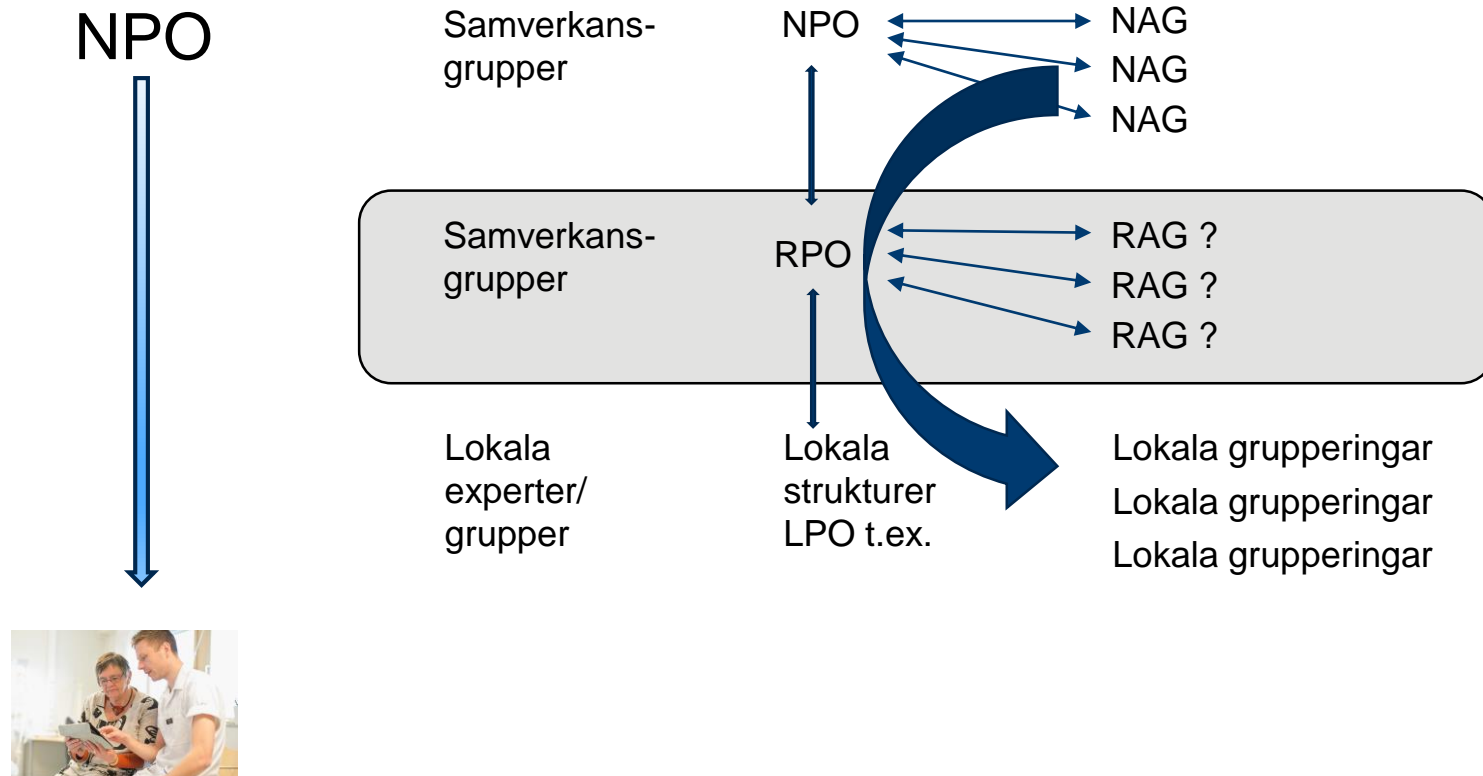 NPO
Samverkans-
grupper
NPO
NAG
NAG
NAG
Samverkans-
grupper
RPO
RAG ?
RAG ?
RAG ?
Lokala
experter/
grupper
Lokala
strukturer
LPO t.ex.
Lokala grupperingar
Lokala grupperingar
Lokala grupperingar